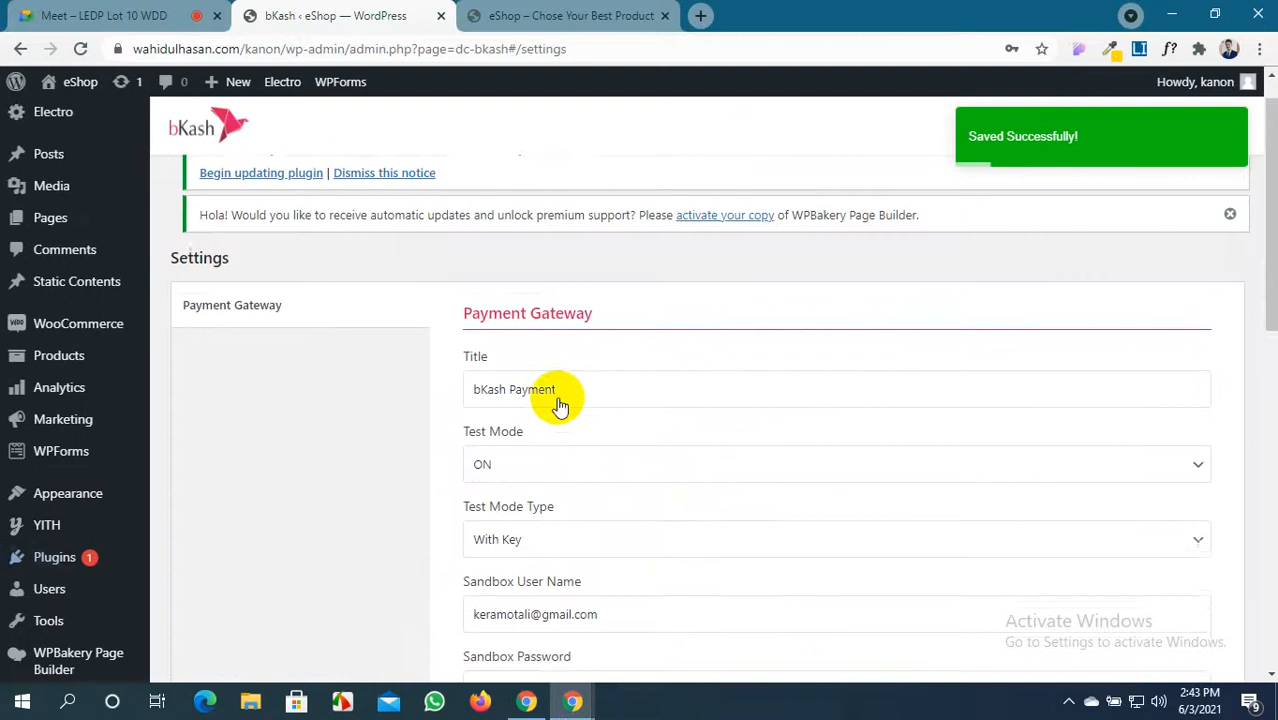 Meet – LEDP Lot 10 WDD
bKash ‹ eShop — WordPress
eShop – Chose Your Best Product
wahidulhasan.com/kanon/wp-admin/admin.php?page=dc-bkash#/settings
eShop 1 0 New Electro WPForms Howdy, kanon
Electro
Posts
Media
Pages
Comments
Static Contents
WooCommerce
Products
Analytics
Marketing
WPForms
Appearance
YITH
Plugins 1
Users
Tools
WPBakery Page
Builder
bKash
Saved Successfully!
Begin updating plugin | Dismiss this notice
Hola! Would you like to receive automatic updates and unlock premium support? Please activate your copy of WPBakery Page Builder.
Settings
Payment Gateway
Payment Gateway
Title
bKash Payment
Test Mode
ON
Test Mode Type
With Key
Sandbox User Name
keramotali@gmail.com
Sandbox Password
Activate Windows
Go to Settings to activate Windows.
2:43 PM
6/3/2021
9